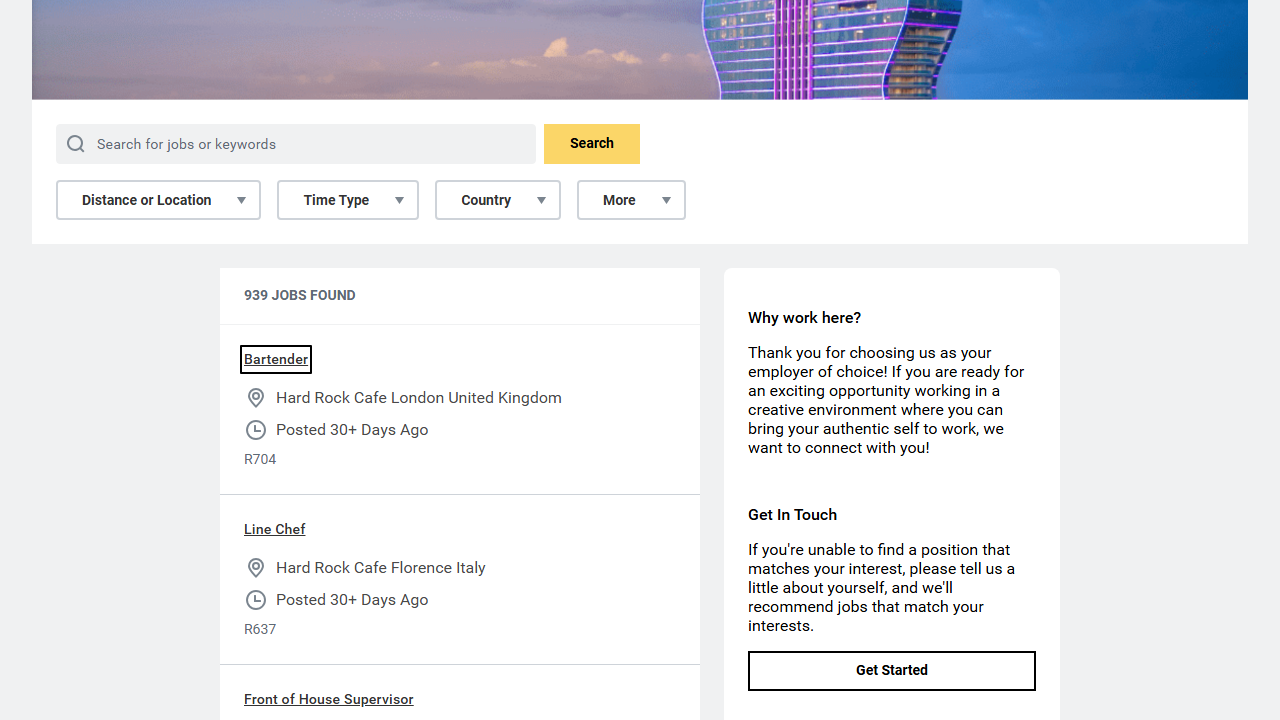 Search for jobs or keywords
Search
Distance or Location
Time Type
Country
More
939 JOBS FOUND
Bartender
Hard Rock Cafe London United Kingdom
Posted 30+ Days Ago
R704
Line Chef
Hard Rock Cafe Florence Italy
Posted 30+ Days Ago
R637
Front of House Supervisor
Why work here?
Thank you for choosing us as your
employer of choice! If you are ready for
an exciting opportunity working in a
creative environment where you can
bring your authentic self to work, we
want to connect with you!
Get In Touch
If you're unable to find a position that
matches your interest, please tell us a
little about yourself, and we'll
recommend jobs that match your
interests.
Get Started